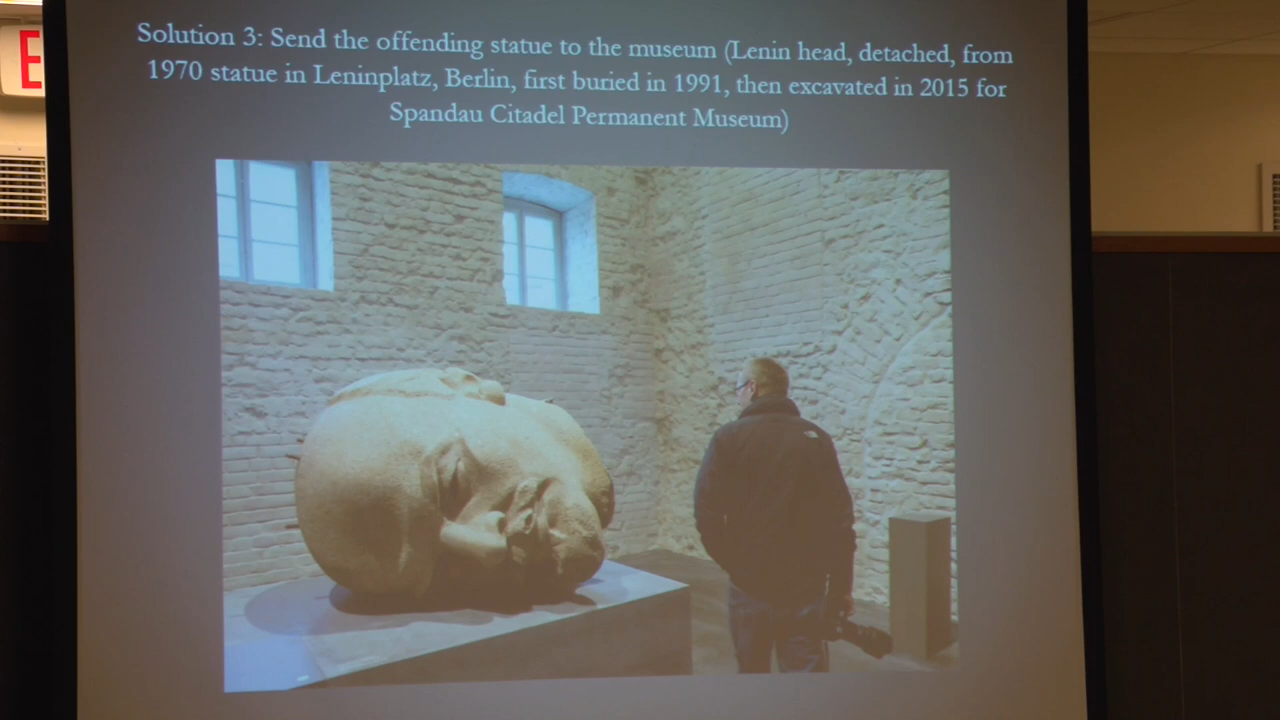 E
Solution 3: Send the offending statue to the museum (Lenin head, detached, from
1970 statue in Leninplatz, Berlin, first buried in 1991, then excavated in 2015 for
Spandau Citadel Permanent Museum)